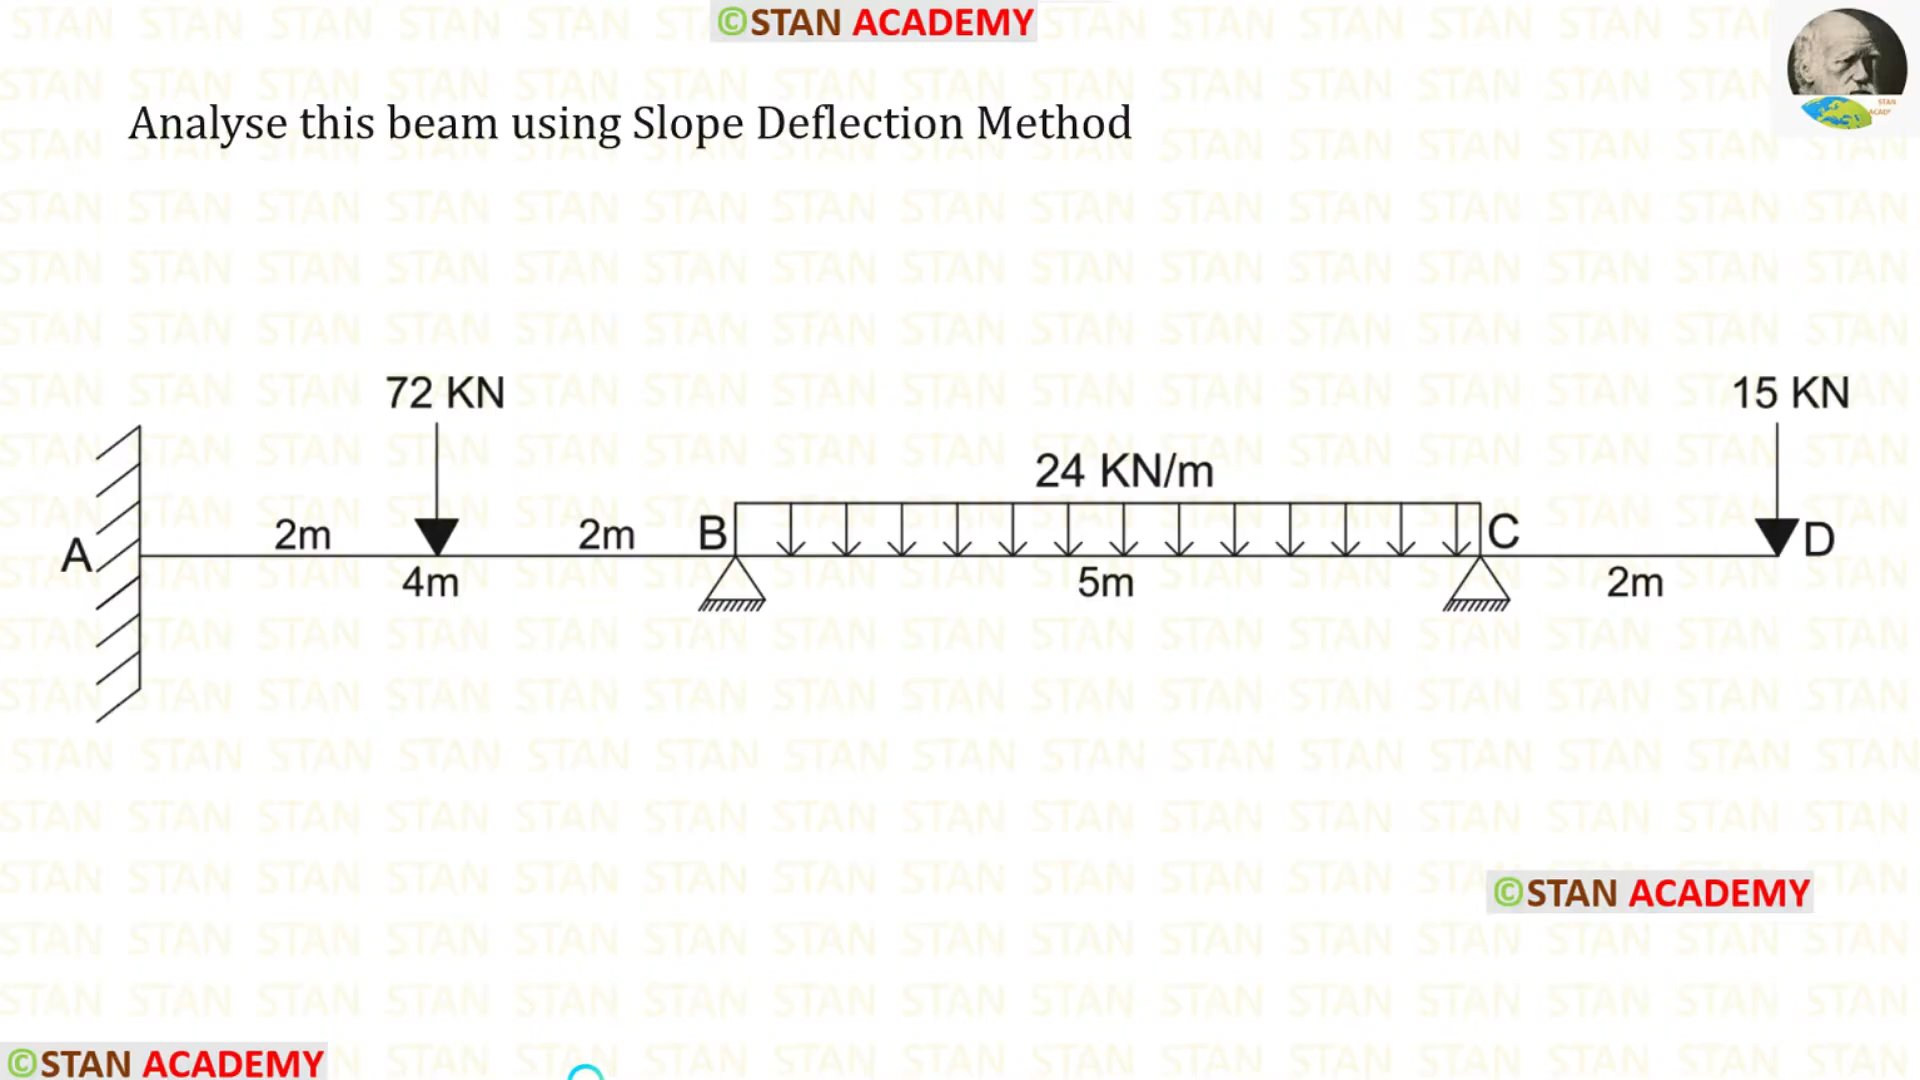 ©STAN ACADEMY
Analyse this beam using Slope Deflection Method
72 KN
15 KN
24 KN/m
A
2m
2m
B
C
D
4m
5m
2m
©STAN ACADEMY
©STAN ACADEMY